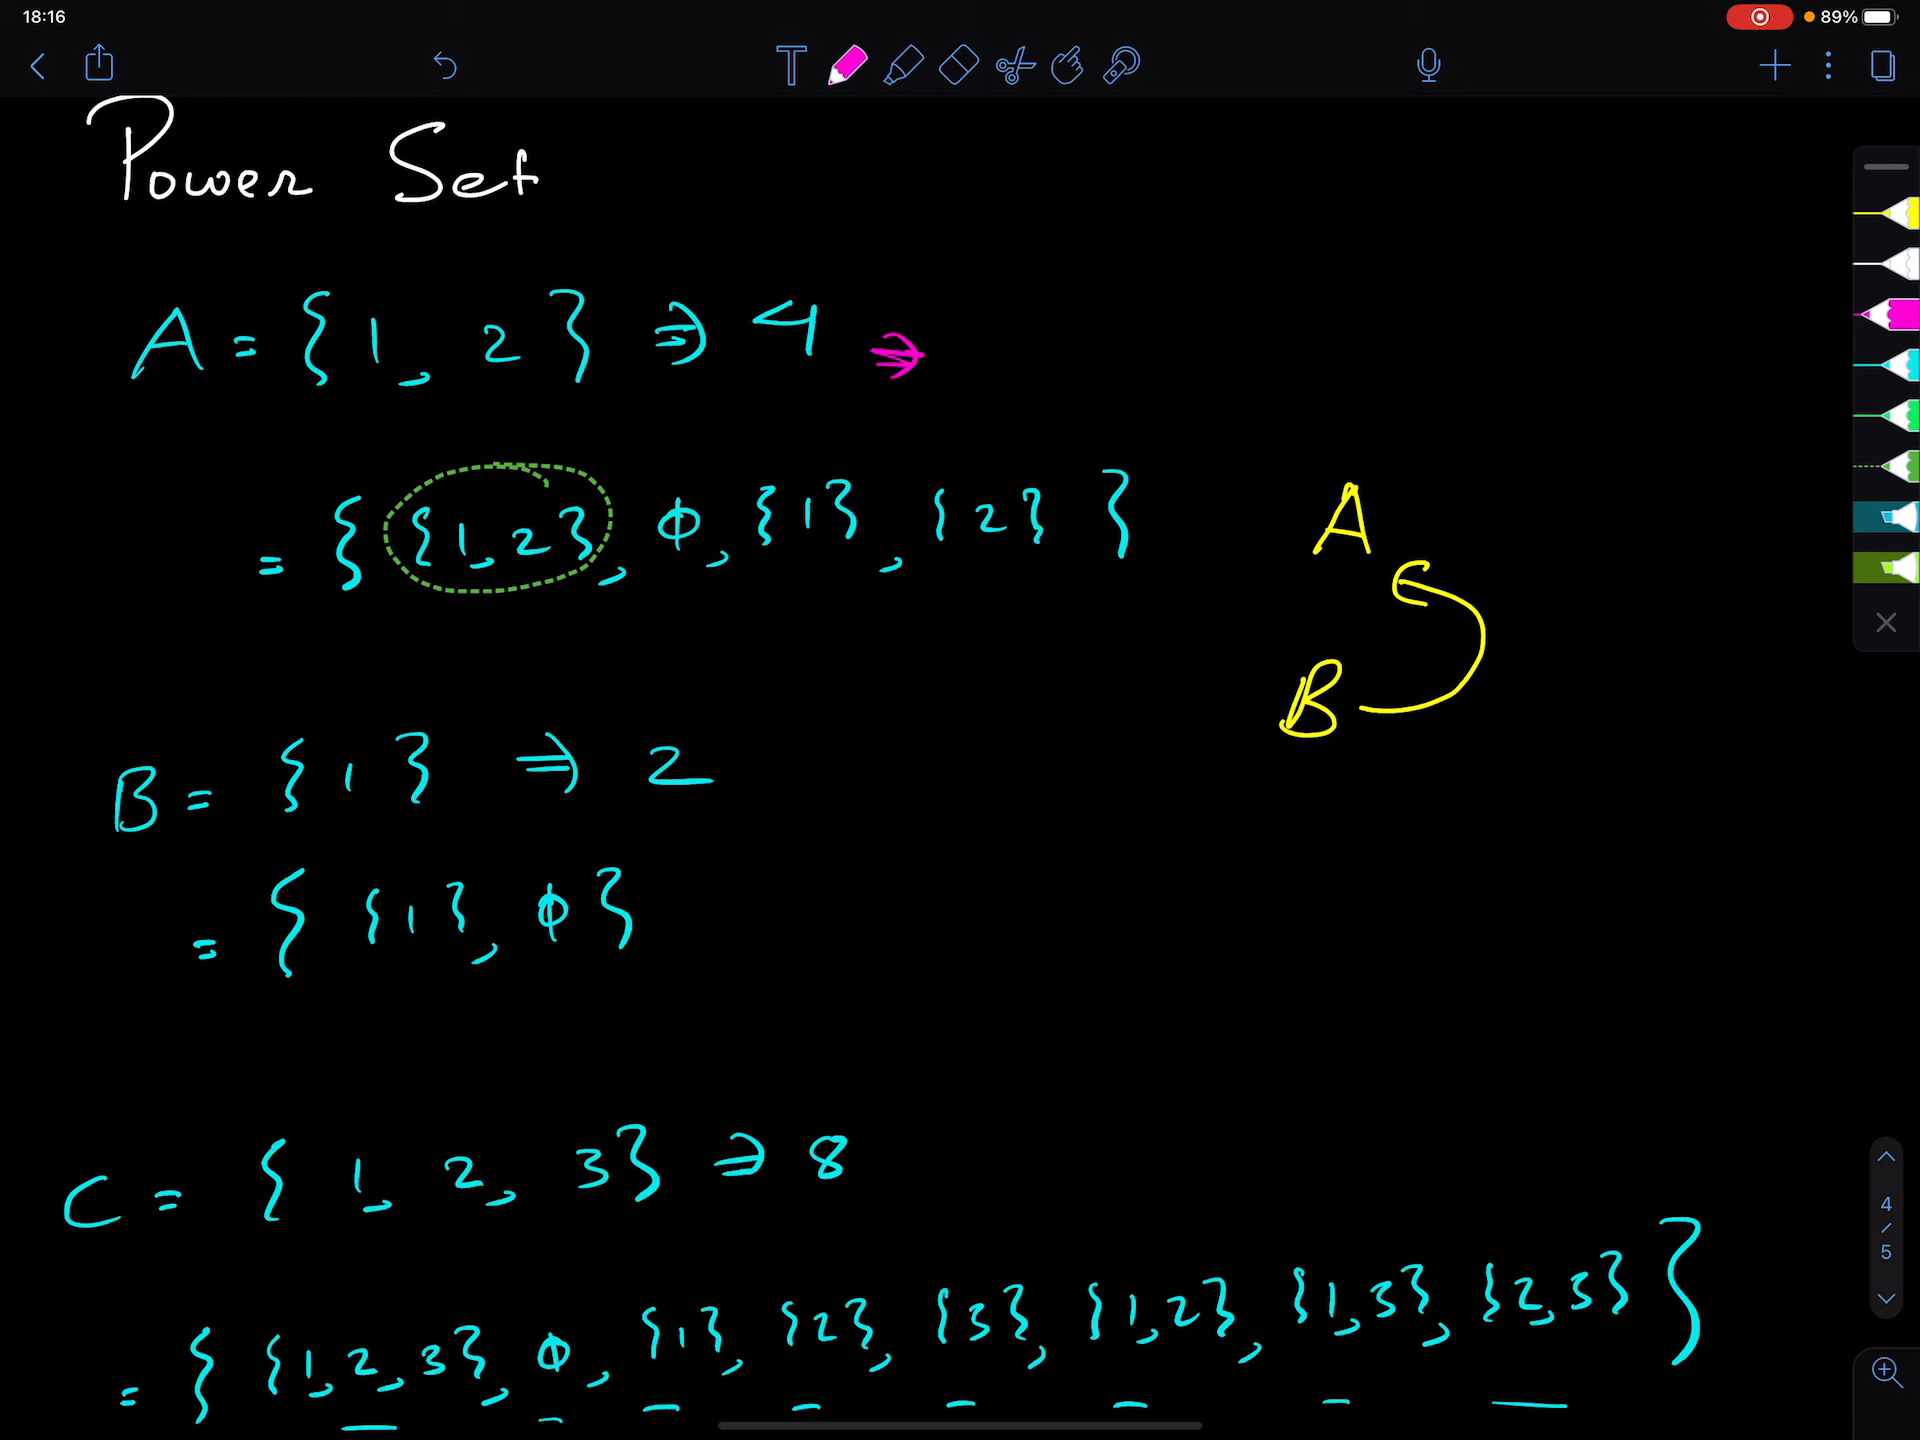 18:16
89%
T
Power Set
A = { 1, 2 } ⇒ 4 ⇒
= { {1,2}, ϕ, {1}, {2} }
A
B
B = { 1 } ⇒ 2
= { {1}, ϕ }
C = { 1, 2, 3 } ⇒ 8
= { {1,2,3}, ϕ, {1}, {2}, {3}, {1,2}, {1,3}, {2,3} }
4
/
5